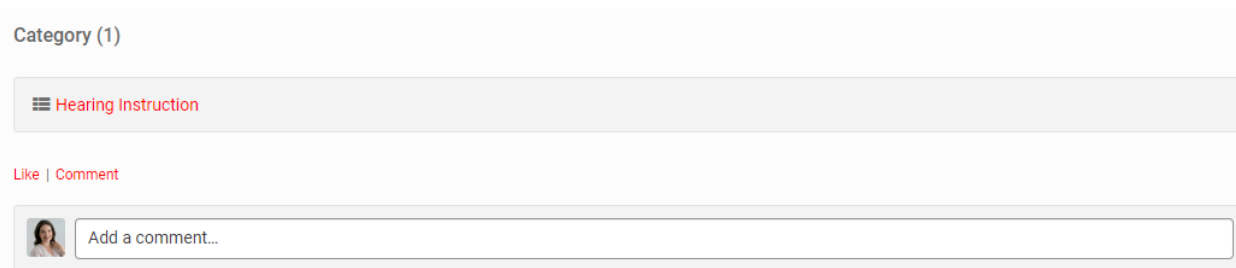 Category (1)
Hearing Instruction
Like | Comment
Add a comment...